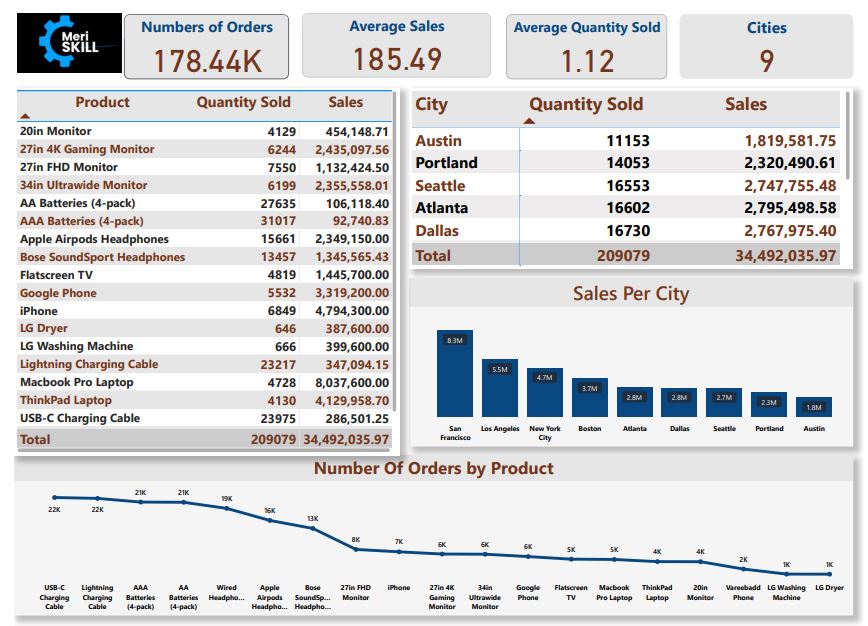 Meri
SKILL
Numbers of Orders
178.44K
Average Sales
185.49
Average Quantity Sold
1.12
Cities
9
Product Quantity Sold Sales
20in Monitor 4129 454,148.71
27in 4K Gaming Monitor 6244 2,435,097.56
27in FHD Monitor 7550 1,132,424.50
34in Ultrawide Monitor 6199 2,355,558.01
AA Batteries (4-pack) 27635 106,118.40
AAA Batteries (4-pack) 31017 92,740.83
Apple Airpods Headphones 15661 2,349,150.00
Bose SoundSport Headphones 13457 1,345,565.43
Flatscreen TV 4819 1,445,700.00
Google Phone 5532 3,319,200.00
iPhone 6849 4,794,300.00
LG Dryer 646 387,600.00
LG Washing Machine 666 399,600.00
Lightning Charging Cable 23217 347,094.15
Macbook Pro Laptop 4728 8,037,600.00
ThinkPad Laptop 4130 4,129,958.70
USB-C Charging Cable 23975 286,501.25
Total 209079 34,492,035.97
City Quantity Sold Sales
Austin 11153 1,819,581.75
Portland 14053 2,320,490.61
Seattle 16553 2,747,755.48
Atlanta 16602 2,795,498.58
Dallas 16730 2,767,975.40
Total 209079 34,492,035.97
Sales Per City
8.3M 5.5M 4.7M 3.7M 2.8M 2.8M 2.7M 2.3M 1.8M
San Los Angeles New York Boston Atlanta Dallas Seattle Portland Austin
Francisco City
Number Of Orders by Product
22K 22K 21K 21K 19K 16K 13K 8K 7K 6K 6K 6K 5K 5K 4K 4K 2K 1K 1K
USB-C Lightning AAA AA Wired Apple Bose 27in FHD iPhone 27in 4K 34in Google Flatscreen Macbook ThinkPad 20in Vareebadd LG Washing LG Dryer
Charging Charging Batteries Batteries Headpho... Airpods SoundSp... Monitor Gaming Ultrawide Phone TV Pro Laptop Laptop Monitor Phone Machine
Cable Cable (4-pack) (4-pack) Headpho... Headpho... Monitor Monitor